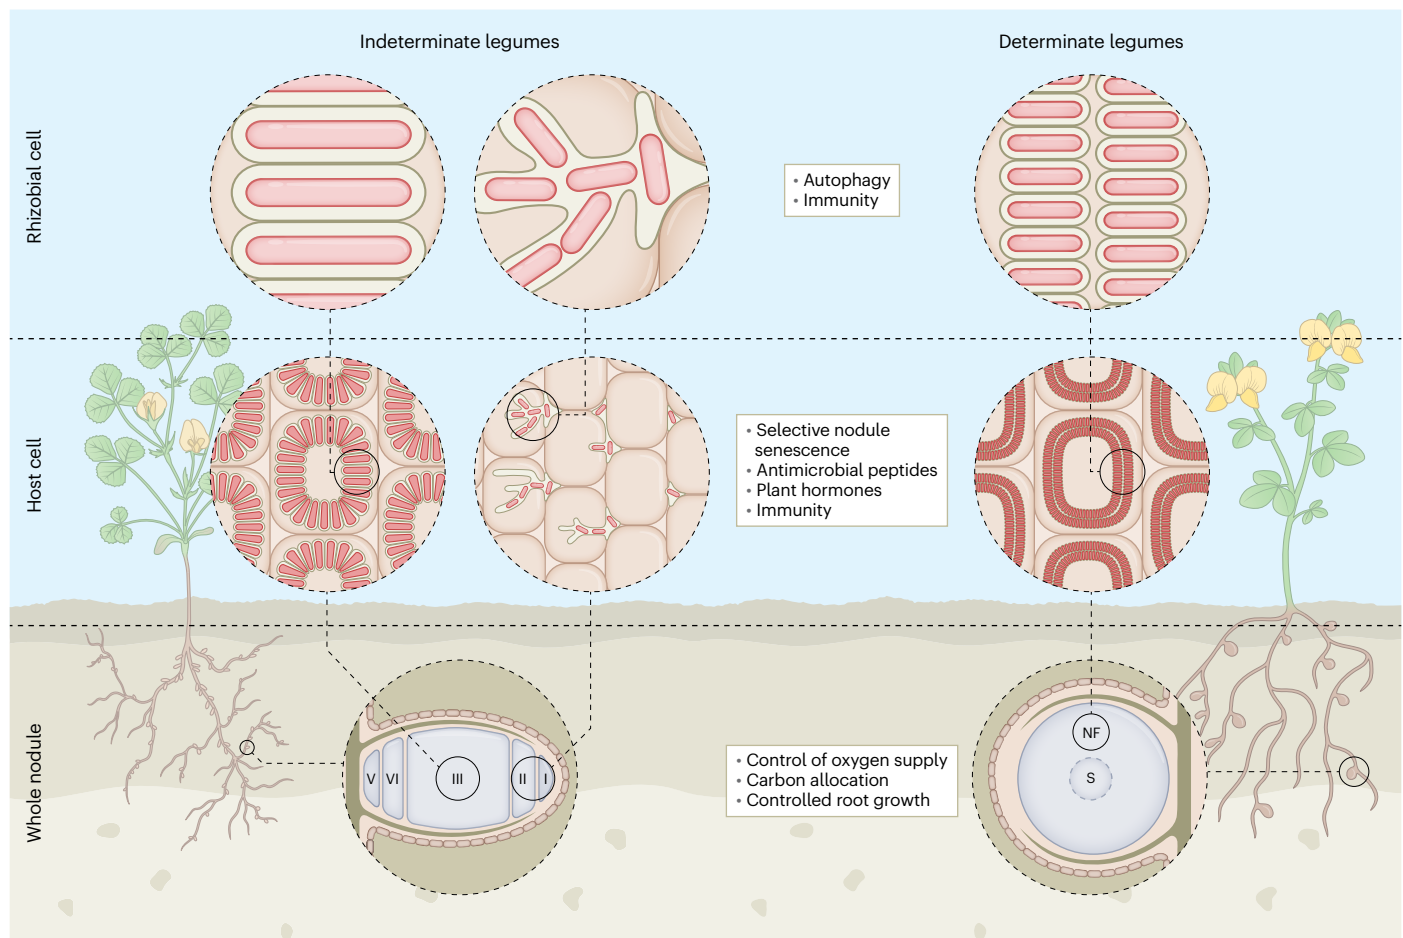 Indeterminate legumes
Determinate legumes
Rhizobial cell
• Autophagy
• Immunity
Host cell
• Selective nodule
senescence
• Antimicrobial peptides
• Plant hormones
• Immunity
Whole nodule
V
VI
III
II
I
• Control of oxygen supply
• Carbon allocation
• Controlled root growth
NF
S